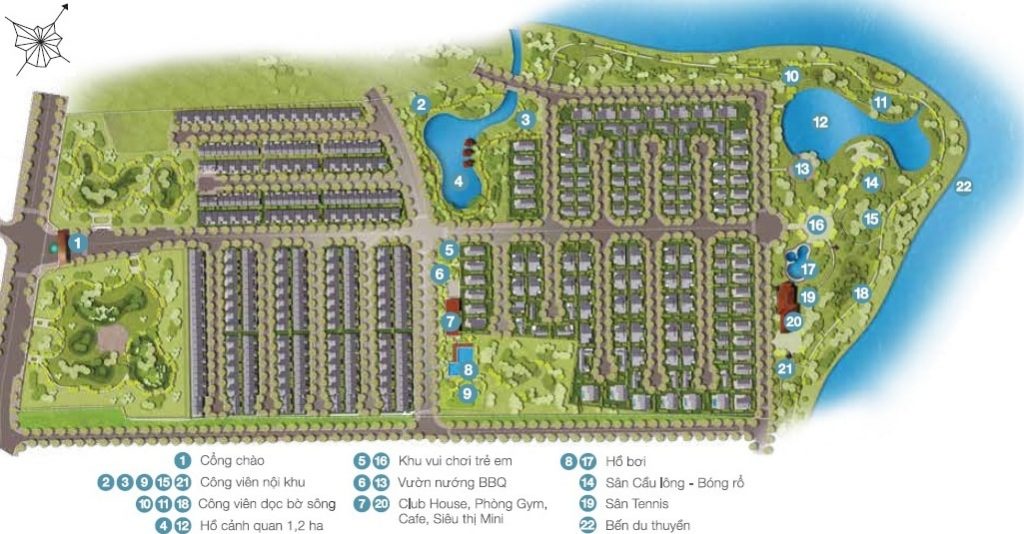 10
2
11
3
12
13
4
14
22
15
16
1
5
6
17
18
19
7
20
8
21
9
1 Cổng chào
2 3 9 15 21 Công viên nội khu
10 11 18 Công viên dọc bờ sông
4 12 Hồ cảnh quan 1,2 ha
5 16 Khu vui chơi trẻ em
6 13 Vườn nướng BBQ
7 20 Club House, Phòng Gym,
Cafe, Siêu thị Mini
8 17 Hồ bơi
14 Sân Cầu lông - Bóng rổ
19 Sân Tennis
22 Bến du thuyền